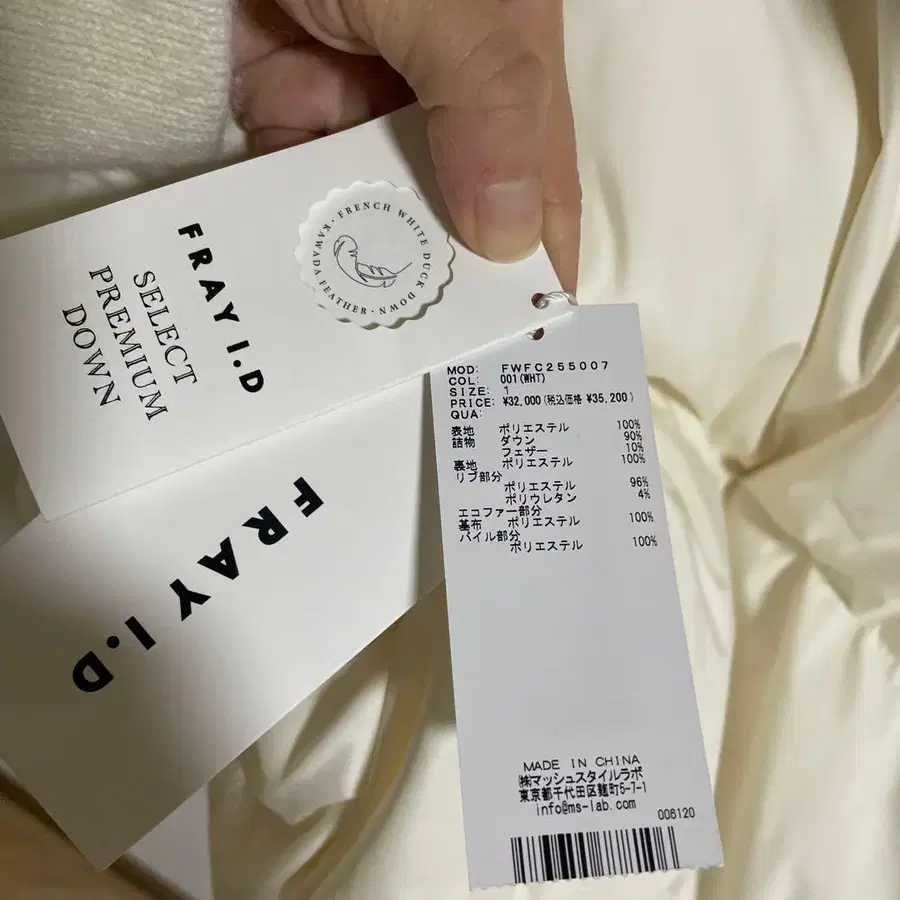 FRAY I.D
SELECT
PREMIUM
DOWN
・FRENCH WHITE DUCK DOWN・KAWADA FEATHER
FRAY I.D
MOD: FWFC255007
COL: 001(WHT)
SIZE: 1
PRICE: ¥32,000(税込価格 ¥35,200)
QUA:
表地 ポリエステル 100%
詰物 ダウン 90%
フェザー 10%
裏地 ポリエステル 100%
リブ部分
ポリエステル 96%
ポリウレタン 4%
エコファー部分
基布 ポリエステル 100%
パイル部分
ポリエステル 100%
MADE IN CHINA
㈱マッシュスタイルラボ
東京都千代田区麹町5-7-1
info@ms-lab.com
006120